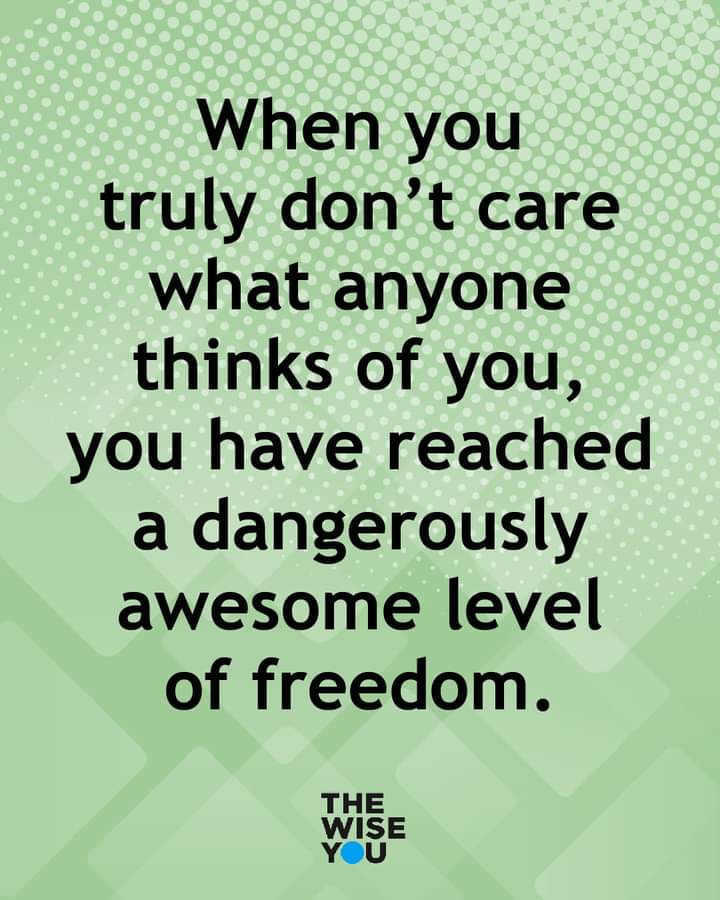 When you
truly don’t care
what anyone
thinks of you,
you have reached
a dangerously
awesome level
of freedom.
THE
WISE
YOU